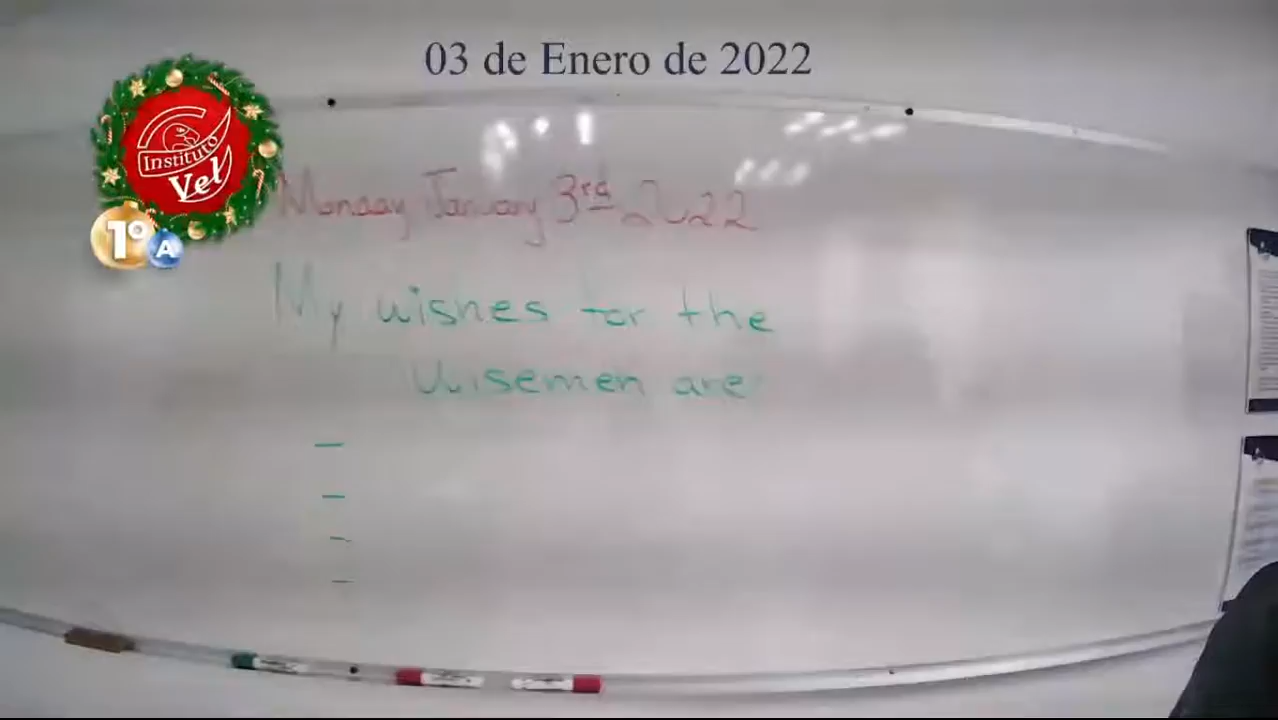 03 de Enero de 2022
Instituto
Vel
1° A
Monday January 3rd 2022
My wishes for the
Wisemen are
—
—
—
—